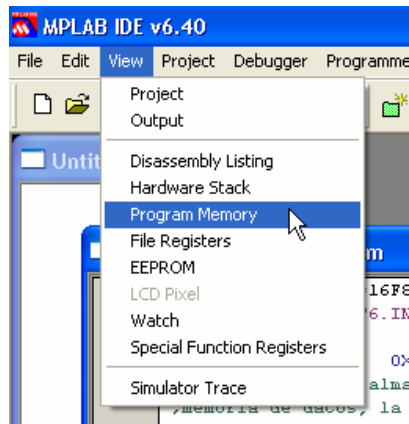 MPLAB IDE v6.40
File Edit View Project Debugger Programme
Project
Output
Untit
Disassembly Listing
Hardware Stack
Program Memory
File Registers
m
EEPROM
16F8
LCD Pixel
6.IN
Watch
Special Function Registers
0X
Simulator Trace
alma
;memoria de datos, la